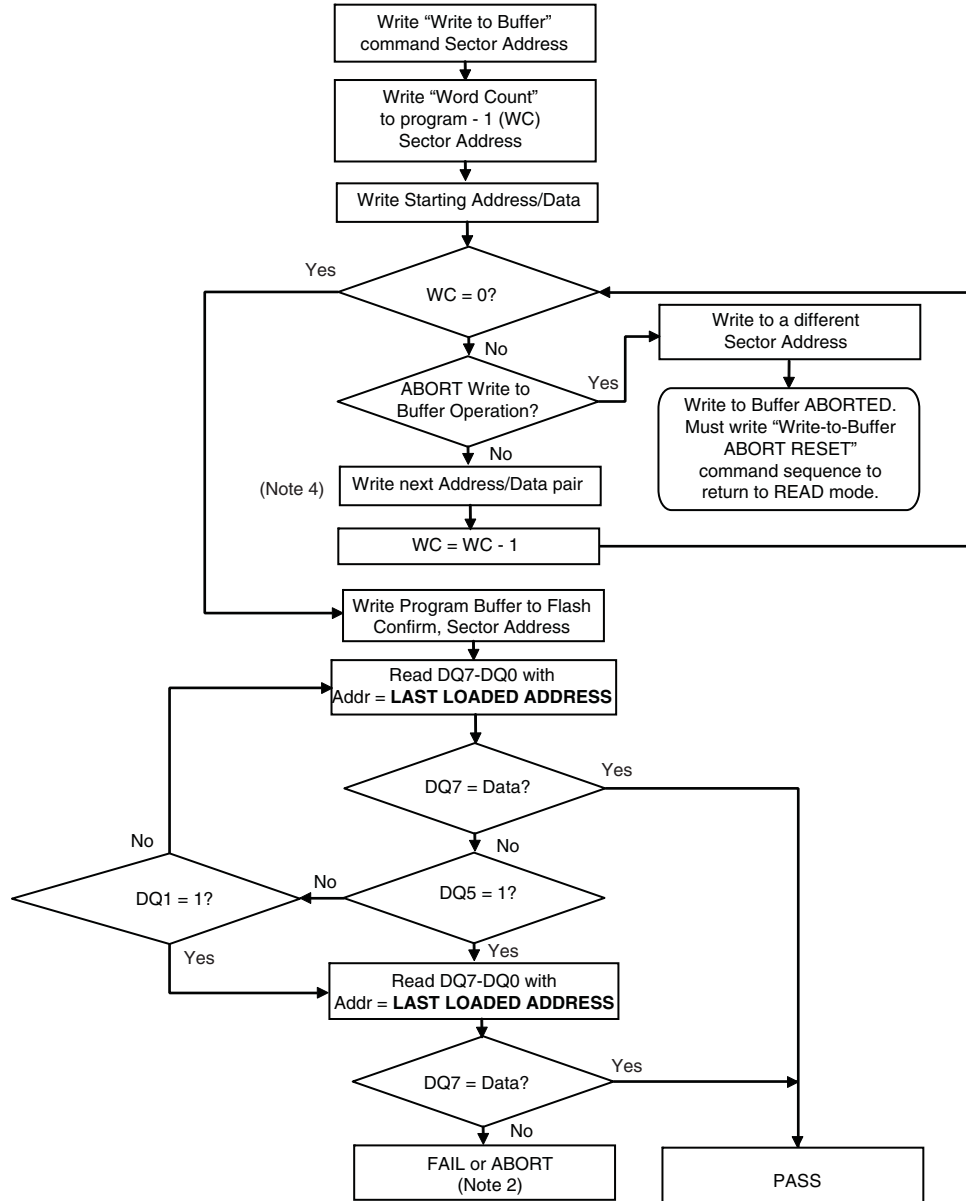 Write “Write to Buffer”
command Sector Address
Write “Word Count”
to program - 1 (WC)
Sector Address
Write Starting Address/Data
Yes
WC = 0?
No
Write to a different
Sector Address
ABORT Write to
Buffer Operation?
Yes
Write to Buffer ABORTED.
Must write “Write-to-Buffer
ABORT RESET”
command sequence to
return to READ mode.
No
(Note 4)
Write next Address/Data pair
WC = WC - 1
Write Program Buffer to Flash
Confirm, Sector Address
Read DQ7-DQ0 with
Addr = LAST LOADED ADDRESS
DQ7 = Data?
Yes
No
No
DQ1 = 1?
No
DQ5 = 1?
Yes
Yes
Read DQ7-DQ0 with
Addr = LAST LOADED ADDRESS
DQ7 = Data?
Yes
No
FAIL or ABORT
(Note 2)
PASS